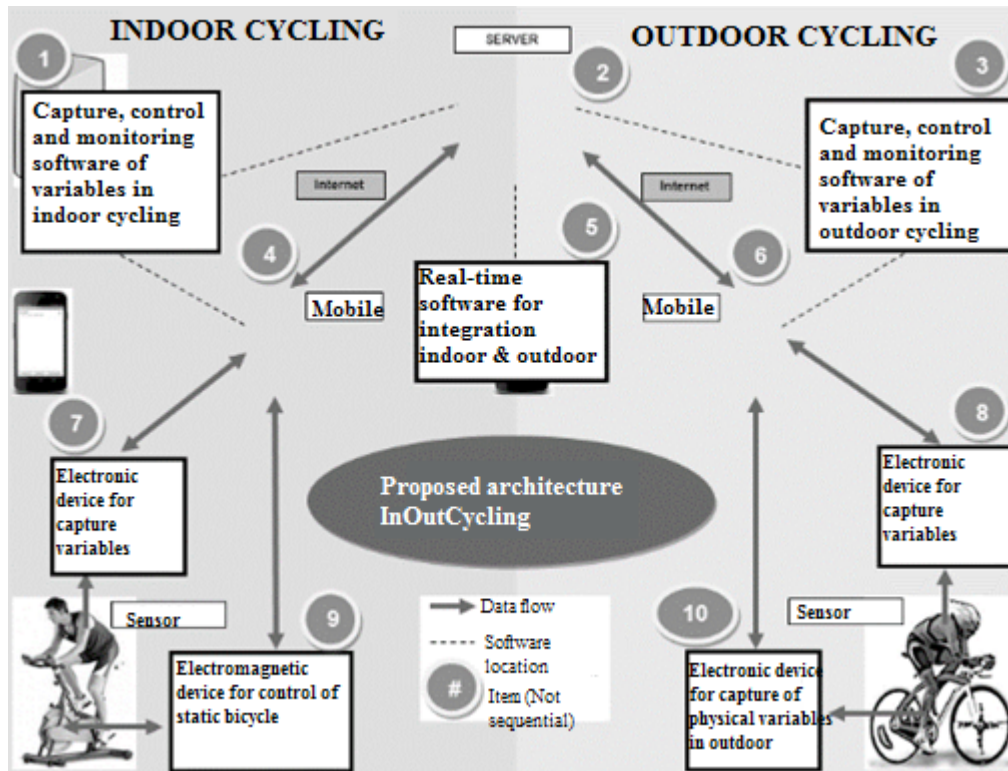 INDOOR CYCLING
SERVER
OUTDOOR CYCLING
1
2
3
Capture, control
and monitoring
software of
variables in
indoor cycling
Capture, control
and monitoring
software of
variables in
outdoor cycling
Internet
Internet
4
5
6
Mobile
Real-time
software for
integration
indoor & outdoor
Mobile
7
8
Electronic
device for
capture
variables
Proposed architecture
InOutCycling
Electronic
device for
capture
variables
Sensor
9
Data flow
Software
location
#
Item (Not
sequential)
10
Sensor
Electromagnetic
device for control of
static bicycle
Electronic device
for capture of
physical variables
in outdoor